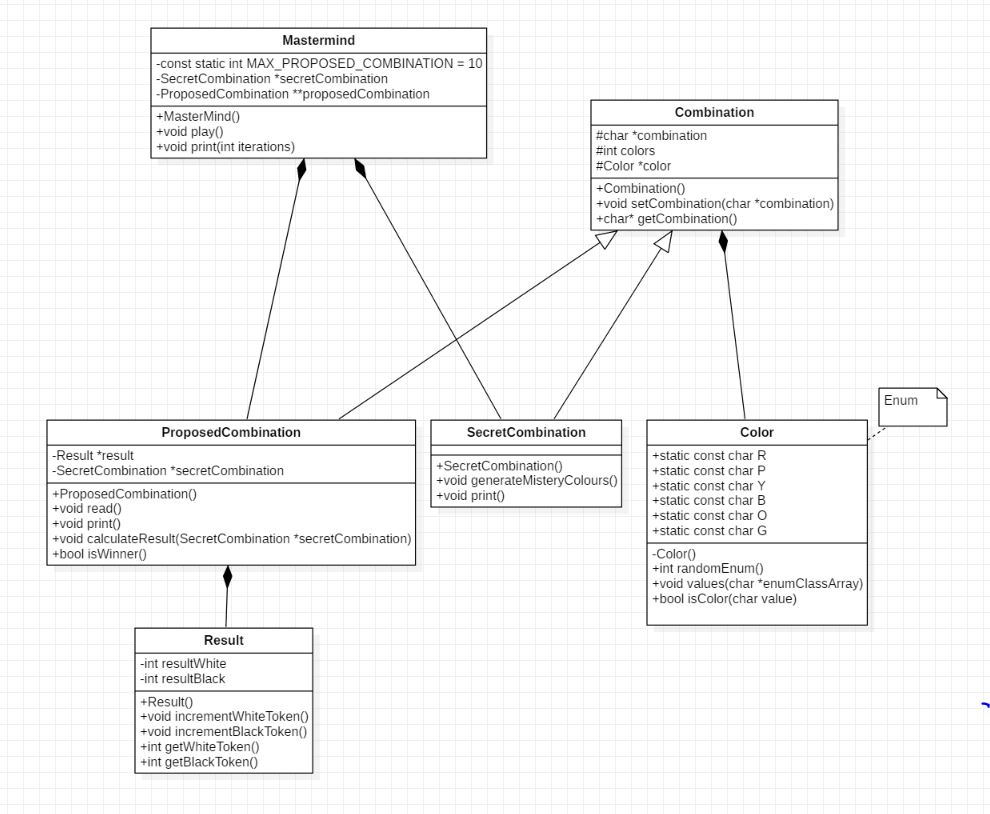 Mastermind
-const static int MAX_PROPOSED_COMBINATION = 10
-SecretCombination *secretCombination
-ProposedCombination **proposedCombination
+MasterMind()
+void play()
+void print(int iterations)
Combination
#char *combination
#int colors
#Color *color
+Combination()
+void setCombination(char *combination)
+char* getCombination()
ProposedCombination
-Result *result
-SecretCombination *secretCombination
+ProposedCombination()
+void read()
+void print()
+void calculateResult(SecretCombination *secretCombination)
+bool isWinner()
SecretCombination
+SecretCombination()
+void generateMisteryColours()
+void print()
Color
+static const char R
+static const char P
+static const char Y
+static const char B
+static const char O
+static const char G
-Color()
+int randomEnum()
+void values(char *enumClassArray)
+bool isColor(char value)
Enum
Result
-int resultWhite
-int resultBlack
+Result()
+void incrementWhiteToken()
+void incrementBlackToken()
+int getWhiteToken()
+int getBlackToken()